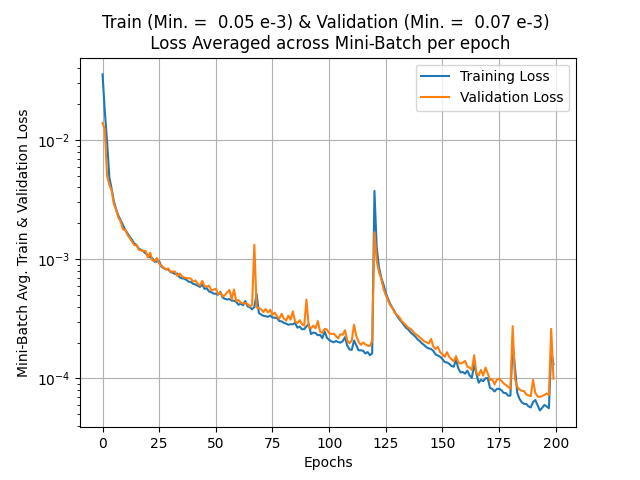 Train (Min. =  0.05 e-3) & Validation (Min. =  0.07 e-3)
Loss Averaged across Mini-Batch per epoch
Training Loss
Validation Loss
Mini-Batch Avg. Train & Validation Loss
10⁻²
10⁻³
10⁻⁴
0 25 50 75 100 125 150 175 200
Epochs